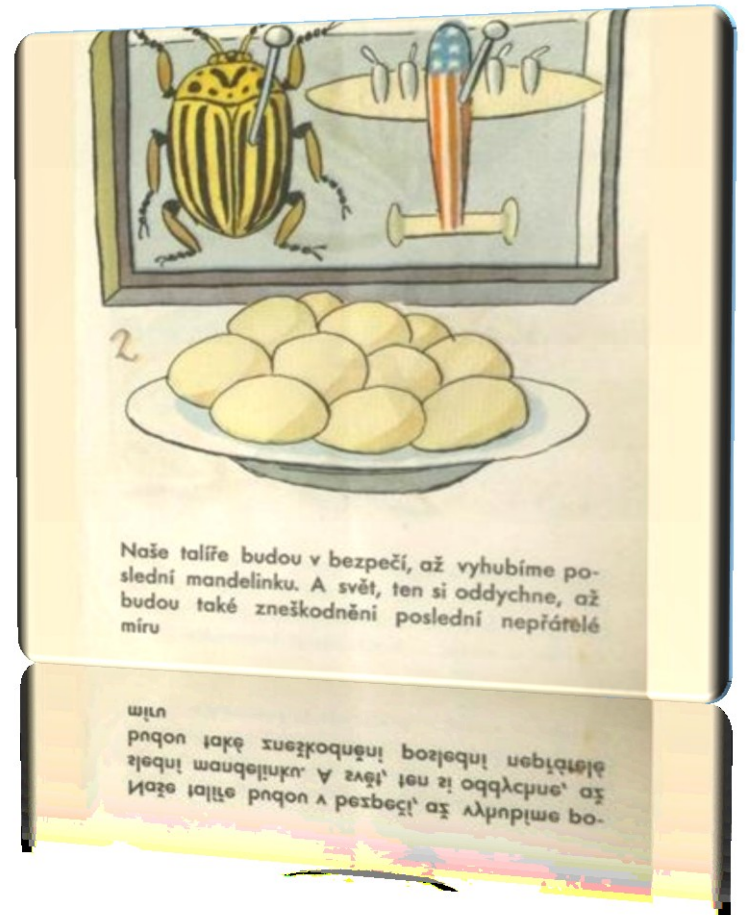 2
Naše talíře budou v bezpečí, až vyhubíme po-
slední mandelinku. A svět, ten si oddychne, až
budou také zneškodněni poslední nepřátelé
míru